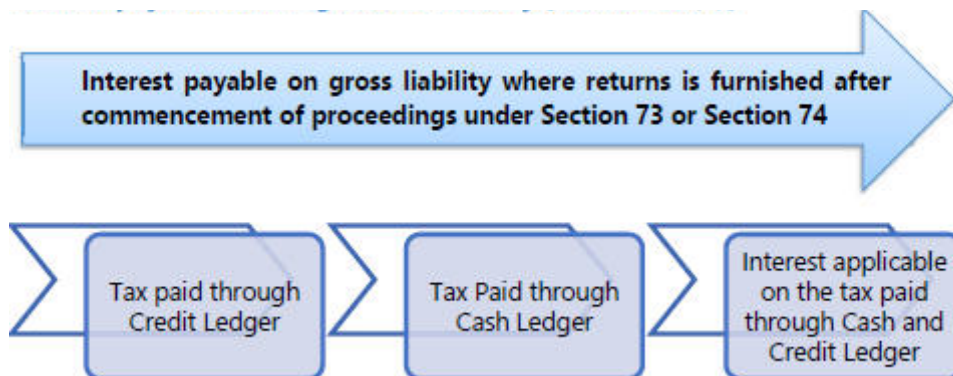 Interest payable on gross liability where returns is furnished after
commencement of proceedings under Section 73 or Section 74
Tax paid through
Credit Ledger
Tax Paid through
Cash Ledger
Interest applicable
on the tax paid
through Cash and
Credit Ledger